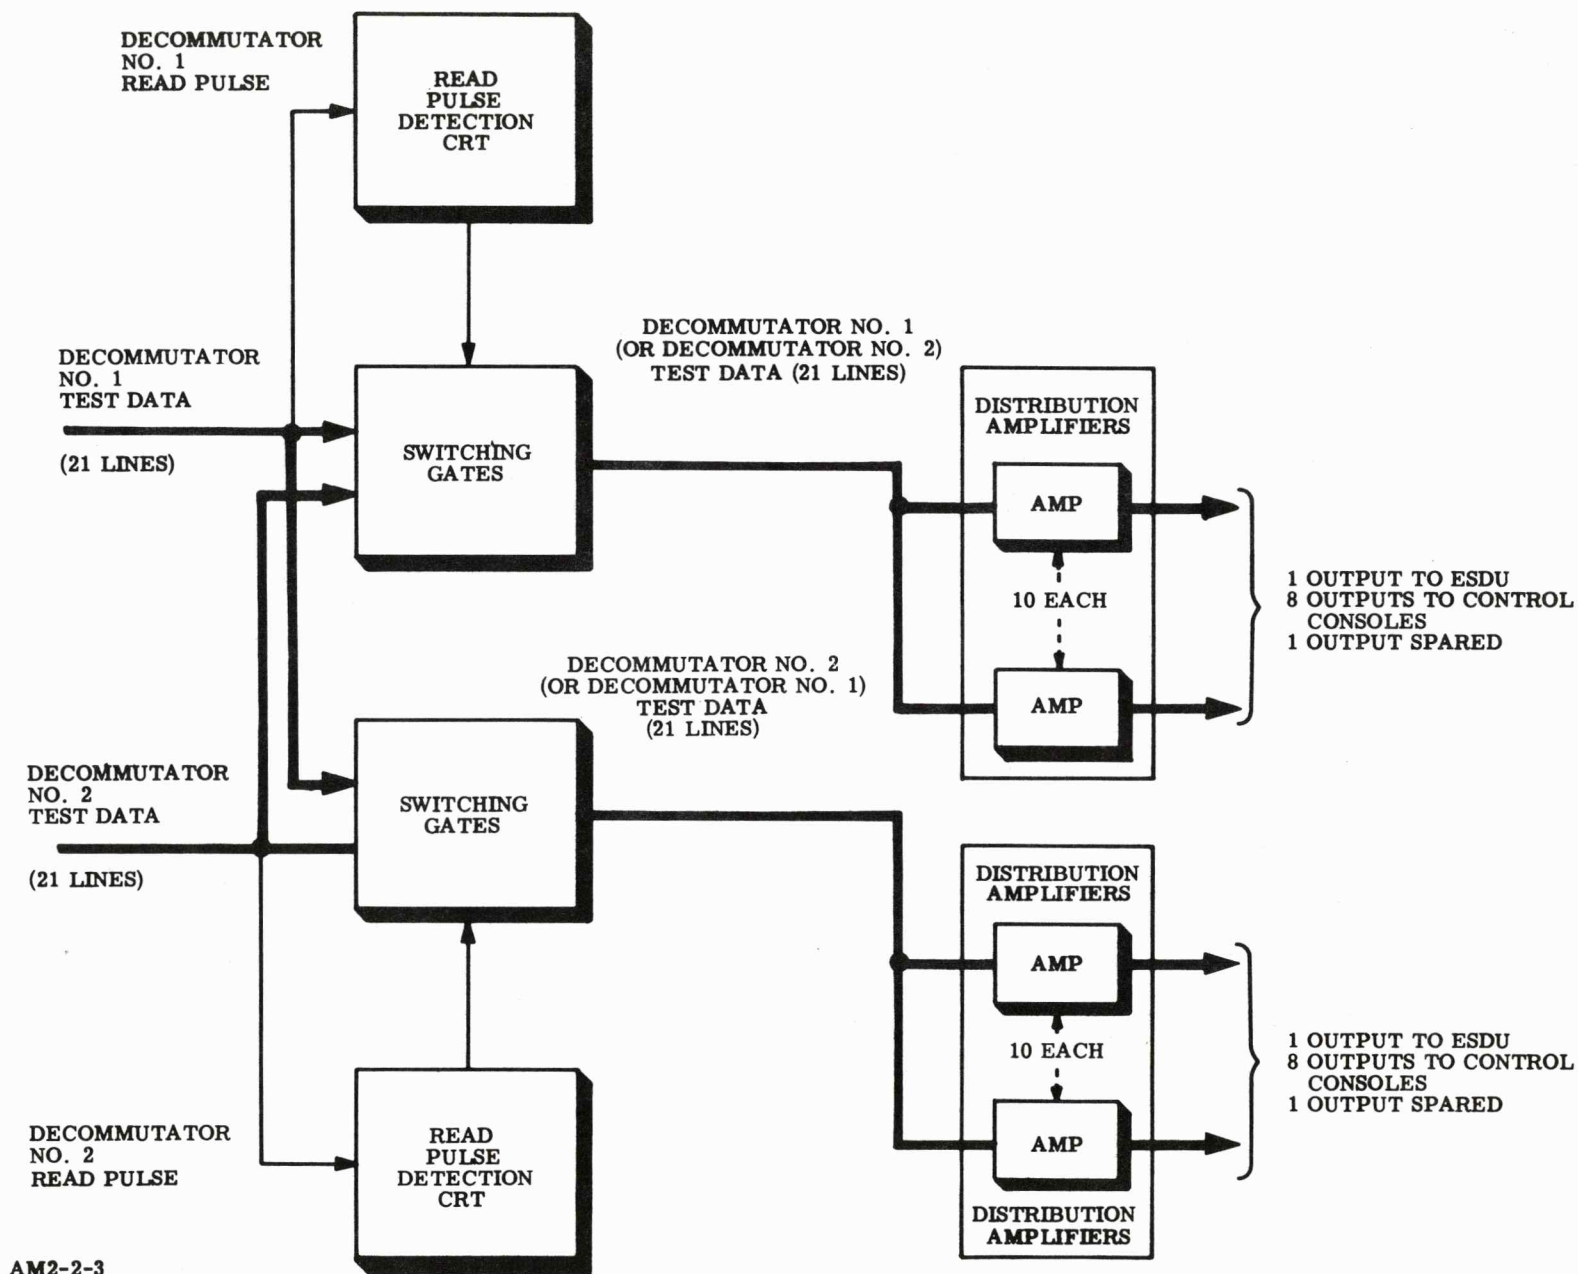 DECOMMUTATOR
NO. 1
READ PULSE
READ
PULSE
DETECTION
CRT
DECOMMUTATOR
NO. 1
TEST DATA
(21 LINES)
SWITCHING
GATES
DECOMMUTATOR NO. 1
(OR DECOMMUTATOR NO. 2)
TEST DATA (21 LINES)
DISTRIBUTION
AMPLIFIERS
AMP
10 EACH
AMP
1 OUTPUT TO ESDU
8 OUTPUTS TO CONTROL
CONSOLES
1 OUTPUT SPARED
DECOMMUTATOR
NO. 2
TEST DATA
(21 LINES)
SWITCHING
GATES
DECOMMUTATOR NO. 2
(OR DECOMMUTATOR NO. 1)
TEST DATA
(21 LINES)
DISTRIBUTION
AMPLIFIERS
AMP
10 EACH
AMP
DISTRIBUTION
AMPLIFIERS
1 OUTPUT TO ESDU
8 OUTPUTS TO CONTROL
CONSOLES
1 OUTPUT SPARED
DECOMMUTATOR
NO. 2
READ PULSE
READ
PULSE
DETECTION
CRT
AM2-2-3